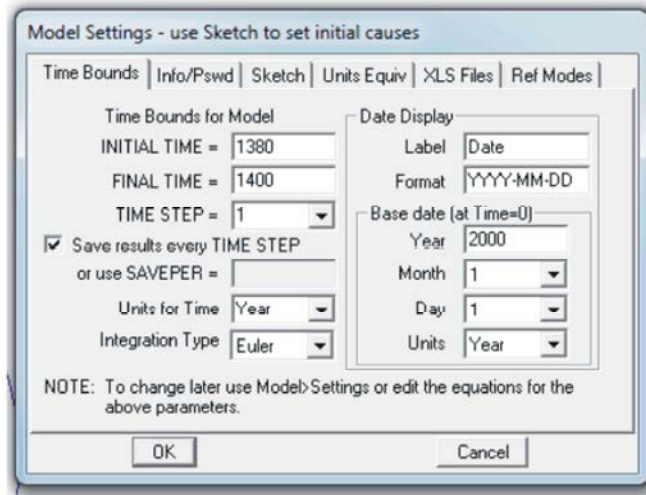 Model Settings - use Sketch to set initial causes
Time Bounds Info/Pswd Sketch Units Equiv XLS Files Ref Modes
Time Bounds for Model
INITIAL TIME = 1380
FINAL TIME = 1400
TIME STEP = 1
Save results every TIME STEP
or use SAVEPER =
Units for Time Year
Integration Type Euler
Date Display
Label Date
Format YYYY-MM-DD
Base date (at Time=0)
Year 2000
Month 1
Day 1
Units Year
NOTE: To change later use Model>Settings or edit the equations for the
above parameters.
OK Cancel